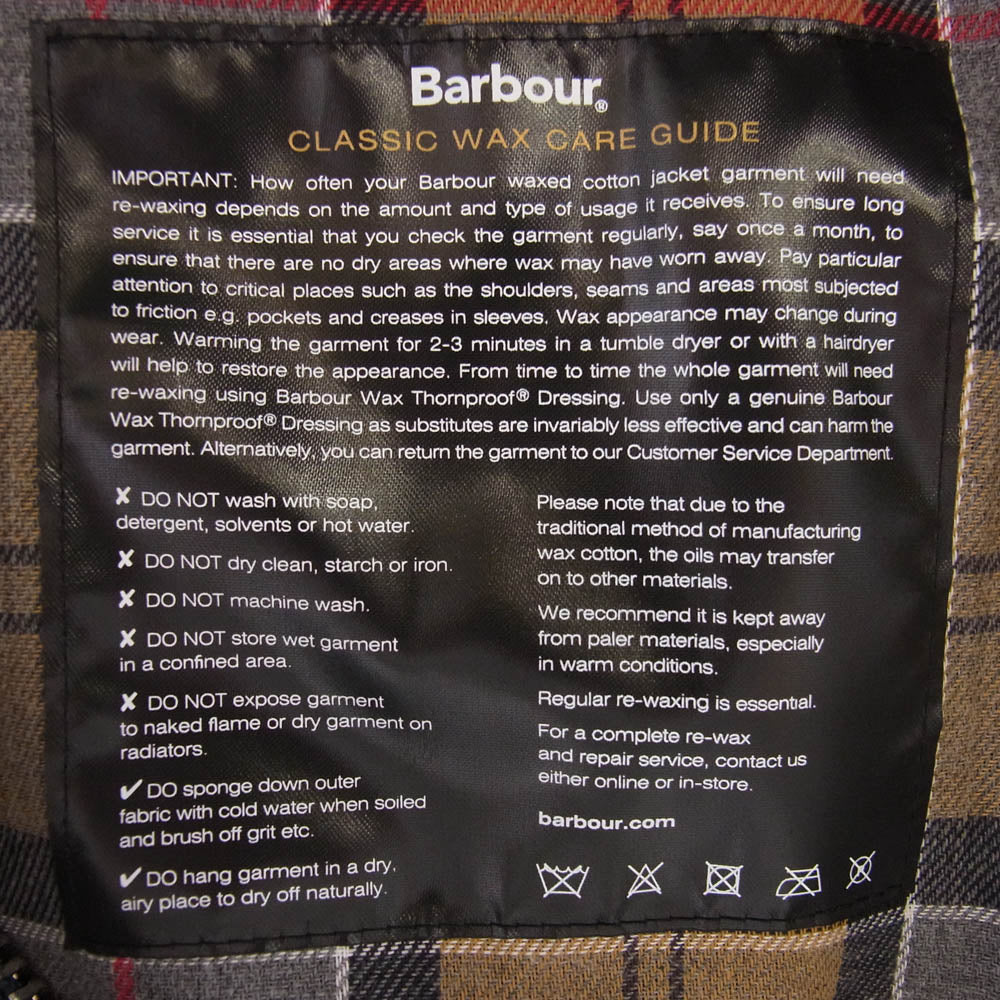 Barbour®
CLASSIC WAX CARE GUIDE
IMPORTANT: How often your Barbour waxed cotton jacket garment will need
re-waxing depends on the amount and type of usage it receives. To ensure long
service it is essential that you check the garment regularly, say once a month, to
ensure that there are no dry areas where wax may have worn away. Pay particular
attention to critical places such as the shoulders, seams and areas most subjected
to friction e.g. pockets and creases in sleeves. Wax appearance may change during
wear. Warming the garment for 2-3 minutes in a tumble dryer or with a hairdryer
will help to restore the appearance. From time to time the whole garment will need
re-waxing using Barbour Wax Thornproof® Dressing. Use only a genuine Barbour
Wax Thornproof® Dressing as substitutes are invariably less effective and can harm the
garment. Alternatively, you can return the garment to our Customer Service Department.
✘ DO NOT wash with soap,
detergent, solvents or hot water.
✘ DO NOT dry clean, starch or iron.
✘ DO NOT machine wash.
✘ DO NOT store wet garment
in a confined area.
✘ DO NOT expose garment
to naked flame or dry garment on
radiators.
✔ DO sponge down outer
fabric with cold water when soiled
and brush off grit etc.
✔ DO hang garment in a dry,
airy place to dry off naturally.
Please note that due to the
traditional method of manufacturing
wax cotton, the oils may transfer
on to other materials.
We recommend it is kept away
from paler materials, especially
in warm conditions.
Regular re-waxing is essential.
For a complete re-wax
and repair service, contact us
either online or in-store.
barbour.com